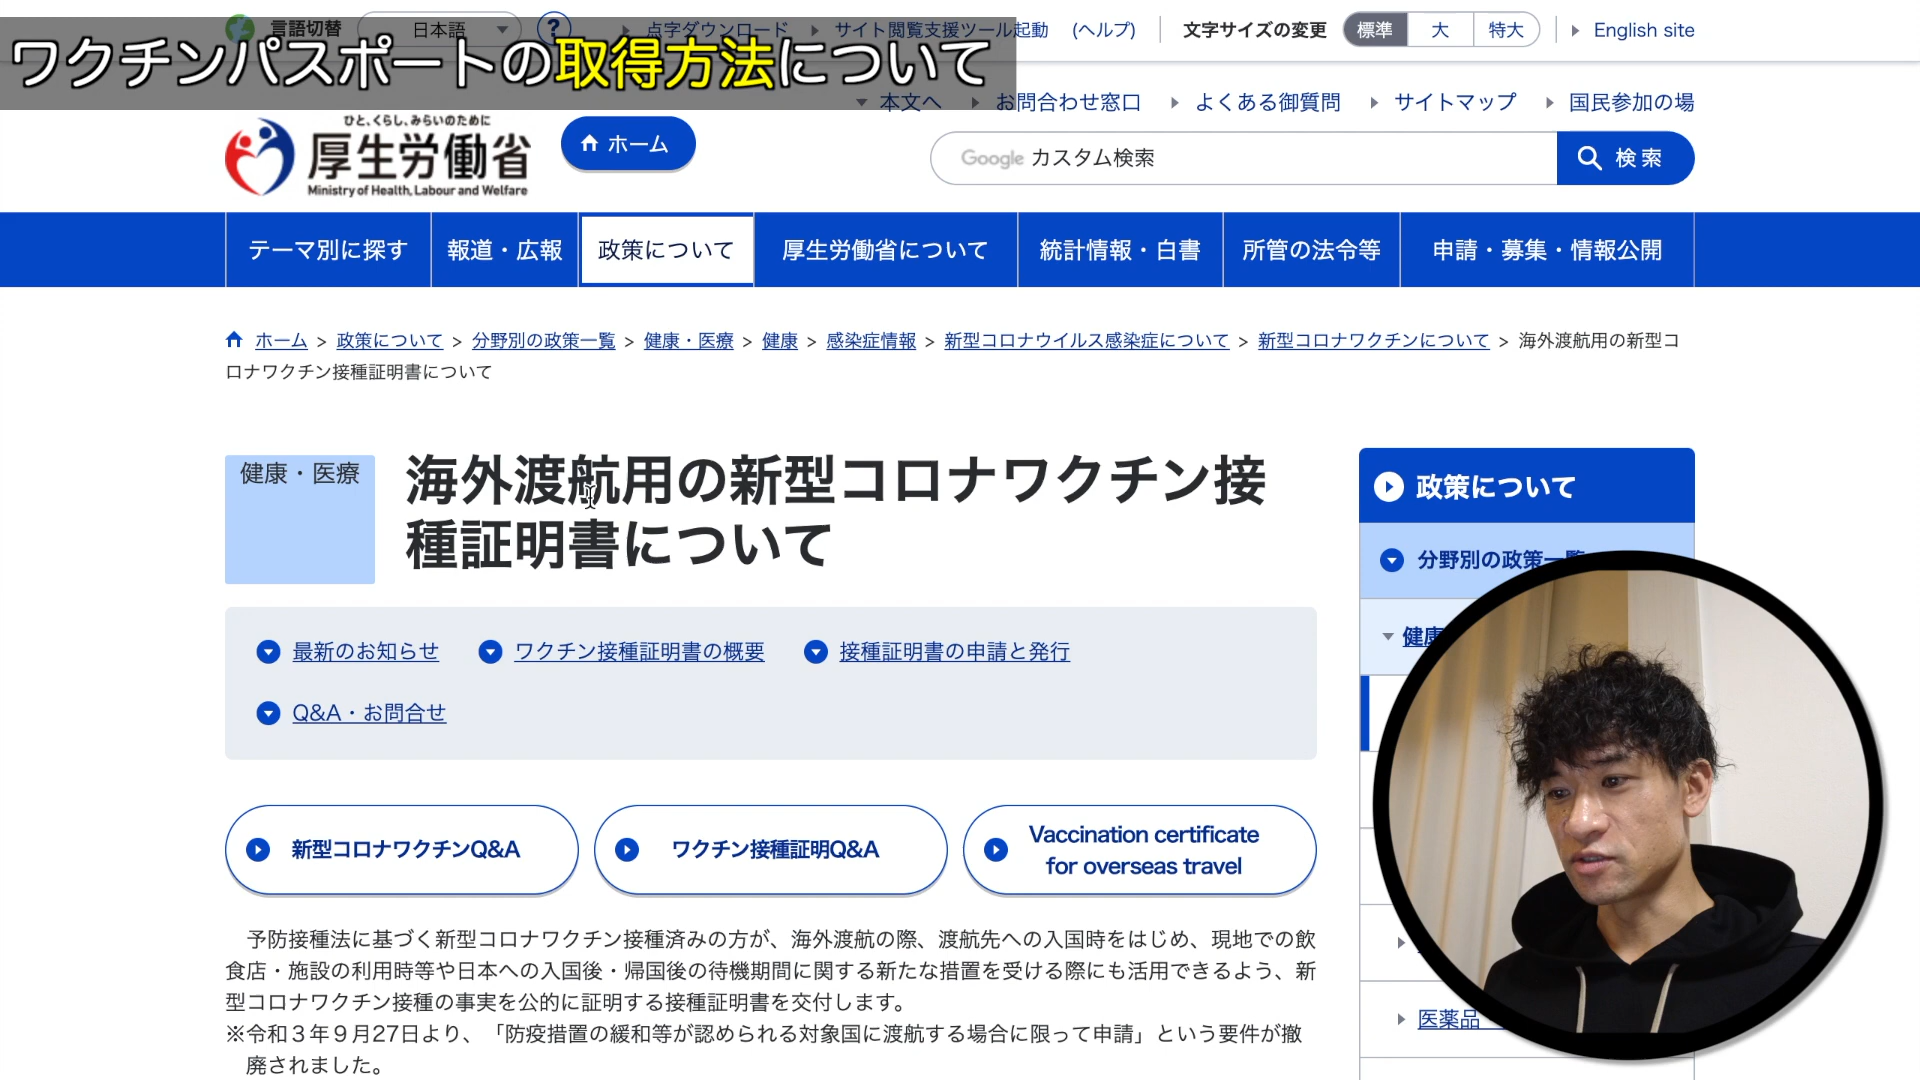 言語切替
日本語
?
点字ダウンロード
サイト閲覧支援ツール起動
(ヘルプ)
文字サイズの変更
標準
大
特大
English site
ワクチンパスポートの取得方法について
本文へ
お問合わせ窓口
よくある御質問
サイトマップ
国民参加の場
ひと、くらし、みらいのために
厚生労働省
Ministry of Health, Labour and Welfare
ホーム
Google カスタム検索
検索
テーマ別に探す
報道・広報
政策について
厚生労働省について
統計情報・白書
所管の法令等
申請・募集・情報公開
ホーム > 政策について > 分野別の政策一覧 > 健康・医療 > 健康 > 感染症情報 > 新型コロナウイルス感染症について > 新型コロナワクチンについて > 海外渡航用の新型コ
ロナワクチン接種証明書について
健康・医療
海外渡航用の新型コロナワクチン接
種証明書について
政策について
分野別の政策一覧
健康
最新のお知らせ
ワクチン接種証明書の概要
接種証明書の申請と発行
Q&A・お問合せ
新型コロナワクチンQ&A
ワクチン接種証明Q&A
Vaccination certificate
for overseas travel
予防接種法に基づく新型コロナワクチン接種済みの方が、海外渡航の際、渡航先への入国時をはじめ、現地での飲
食店・施設の利用時等や日本への入国後・帰国後の待機期間に関する新たな措置を受ける際にも活用できるよう、新
型コロナワクチン接種の事実を公的に証明する接種証明書を交付します。
※令和３年９月27日より、「防疫措置の緩和等が認められる対象国に渡航する場合に限って申請」という要件が撤
廃されました。
医薬品